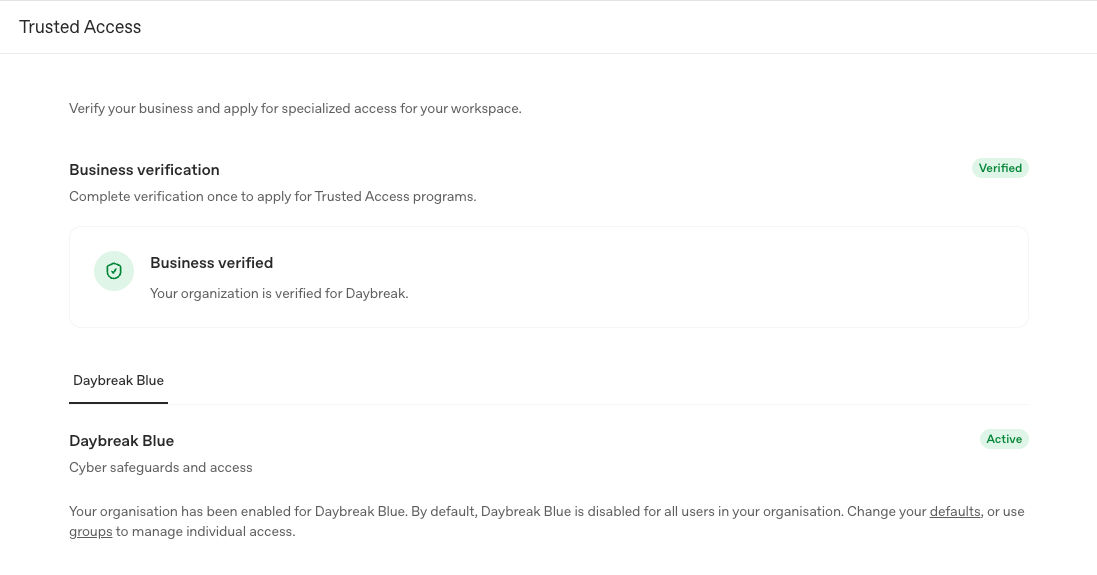 Trusted Access
Verify your business and apply for specialized access for your workspace.
Business verification
Verified
Complete verification once to apply for Trusted Access programs.
Business verified
Your organization is verified for Daybreak.
Daybreak Blue
Daybreak Blue
Active
Cyber safeguards and access
Your organisation has been enabled for Daybreak Blue. By default, Daybreak Blue is disabled for all users in your organisation. Change your defaults, or use
groups to manage individual access.